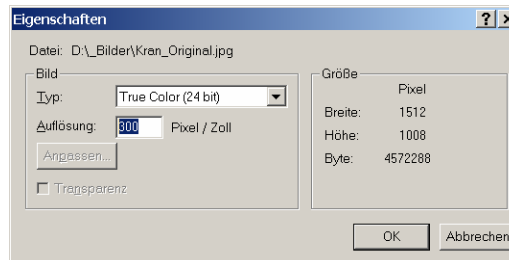 Eigenschaften
Datei: D:\_Bilder\Kran_Original.jpg
Bild
Typ: True Color (24 bit)
Auflösung: 300 Pixel / Zoll
Anpassen...
Transparenz
Größe
Pixel
Breite: 1512
Höhe: 1008
Byte: 4572288
OK
Abbrechen